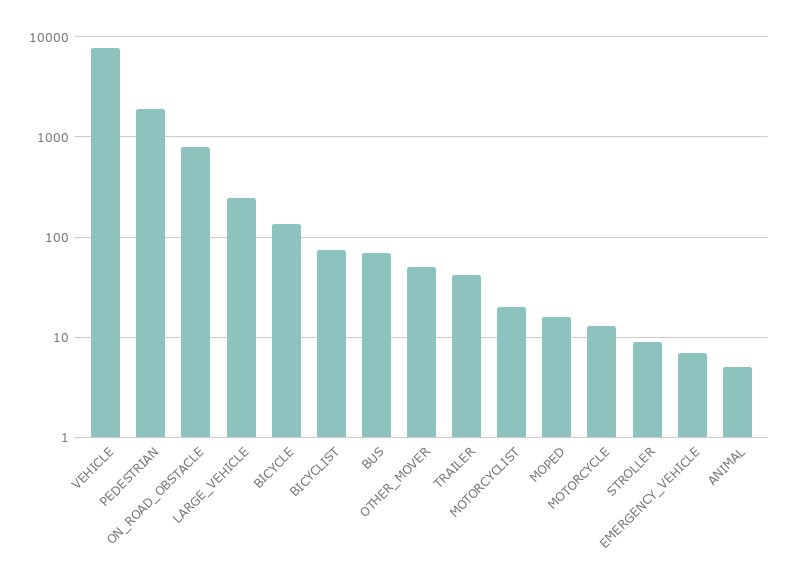 10000
1000
100
10
1
VEHICLE
PEDESTRIAN
ON_ROAD_OBSTACLE
LARGE_VEHICLE
BICYCLE
BICYCLIST
BUS
OTHER_MOVER
TRAILER
MOTORCYCLIST
MOPED
MOTORCYCLE
STROLLER
EMERGENCY_VEHICLE
ANIMAL